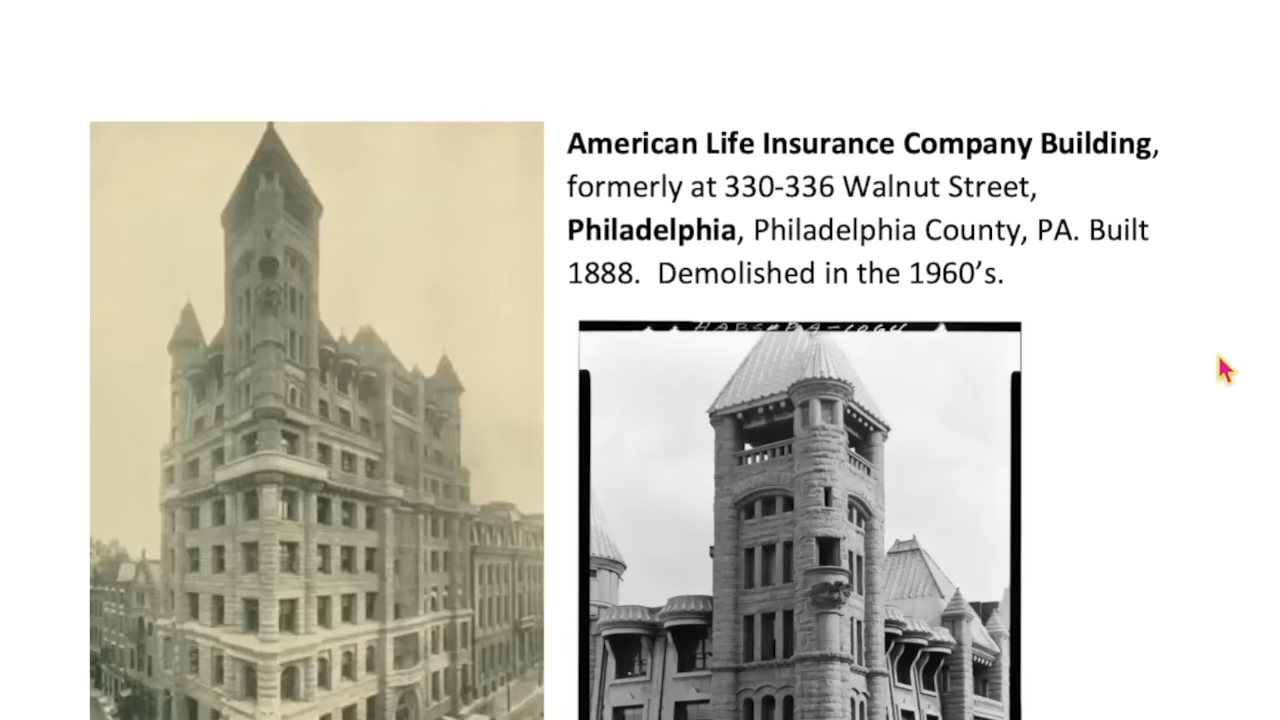 American Life Insurance Company Building,
formerly at 330-336 Walnut Street,
Philadelphia, Philadelphia County, PA. Built
1888.  Demolished in the 1960’s.